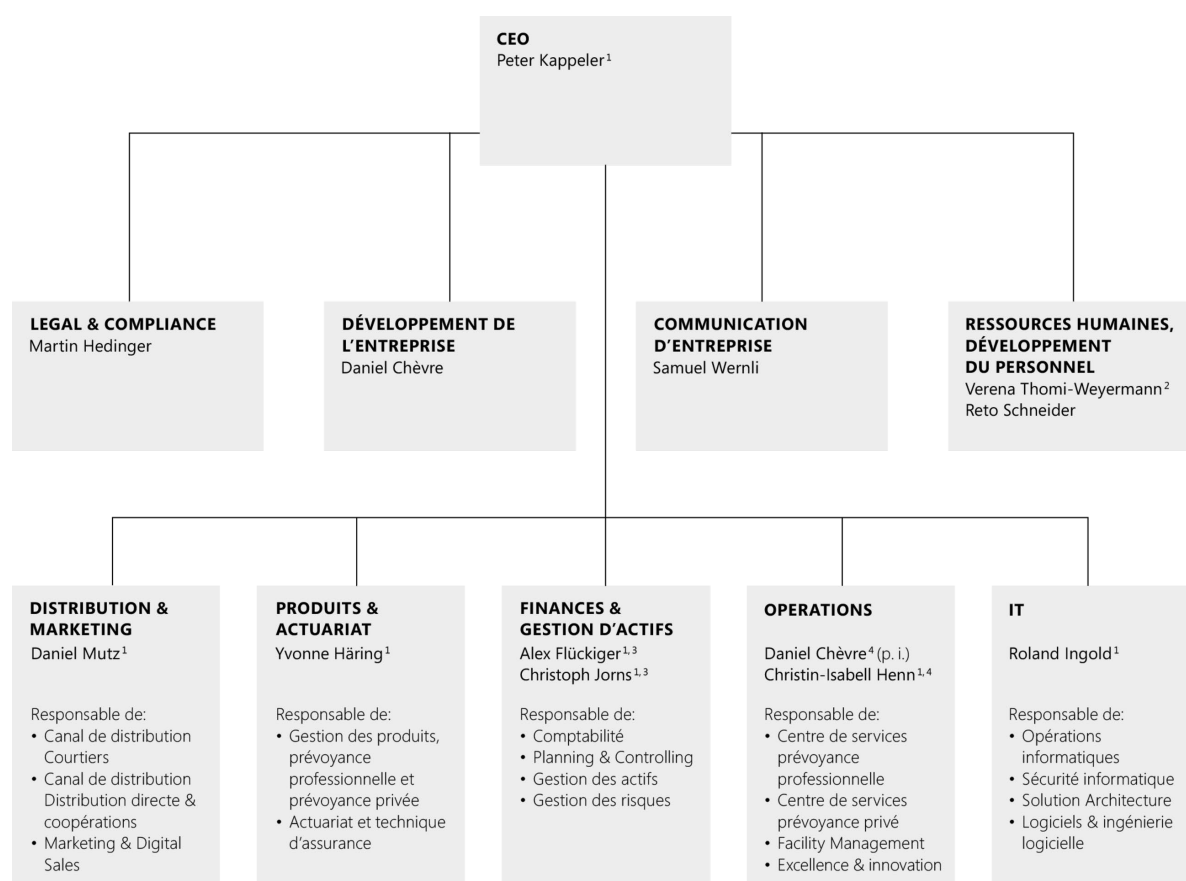 CEO
Peter Kappeler¹
LEGAL & COMPLIANCE
Martin Hedinger
DÉVELOPPEMENT DE
L’ENTREPRISE
Daniel Chèvre
COMMUNICATION
D’ENTREPRISE
Samuel Wernli
RESSOURCES HUMAINES,
DÉVELOPPEMENT
DU PERSONNEL
Verena Thomi-Weyermann²
Reto Schneider
DISTRIBUTION &
MARKETING
Daniel Mutz¹
Responsable de:
• Canal de distribution
Courtiers
• Canal de distribution
Distribution directe &
coopérations
• Marketing & Digital
Sales
PRODUITS &
ACTUARIAT
Yvonne Häring¹
Responsable de:
• Gestion des produits,
prévoyance
professionnelle et
prévoyance privée
• Actuariat et technique
d’assurance
FINANCES &
GESTION D’ACTIFS
Alex Flückiger¹,³
Christoph Jorns¹,³
Responsable de:
• Comptabilité
• Planning & Controlling
• Gestion des actifs
• Gestion des risques
OPERATIONS
Daniel Chèvre⁴ (p. i.)
Christin-Isabell Henn¹,⁴
Responsable de:
• Centre de services
prévoyance
professionnelle
• Centre de services
prévoyance privé
• Facility Management
• Excellence & innovation
IT
Roland Ingold¹
Responsable de:
• Opérations
informatiques
• Sécurité informatique
• Solution Architecture
• Logiciels & ingénierie
logicielle